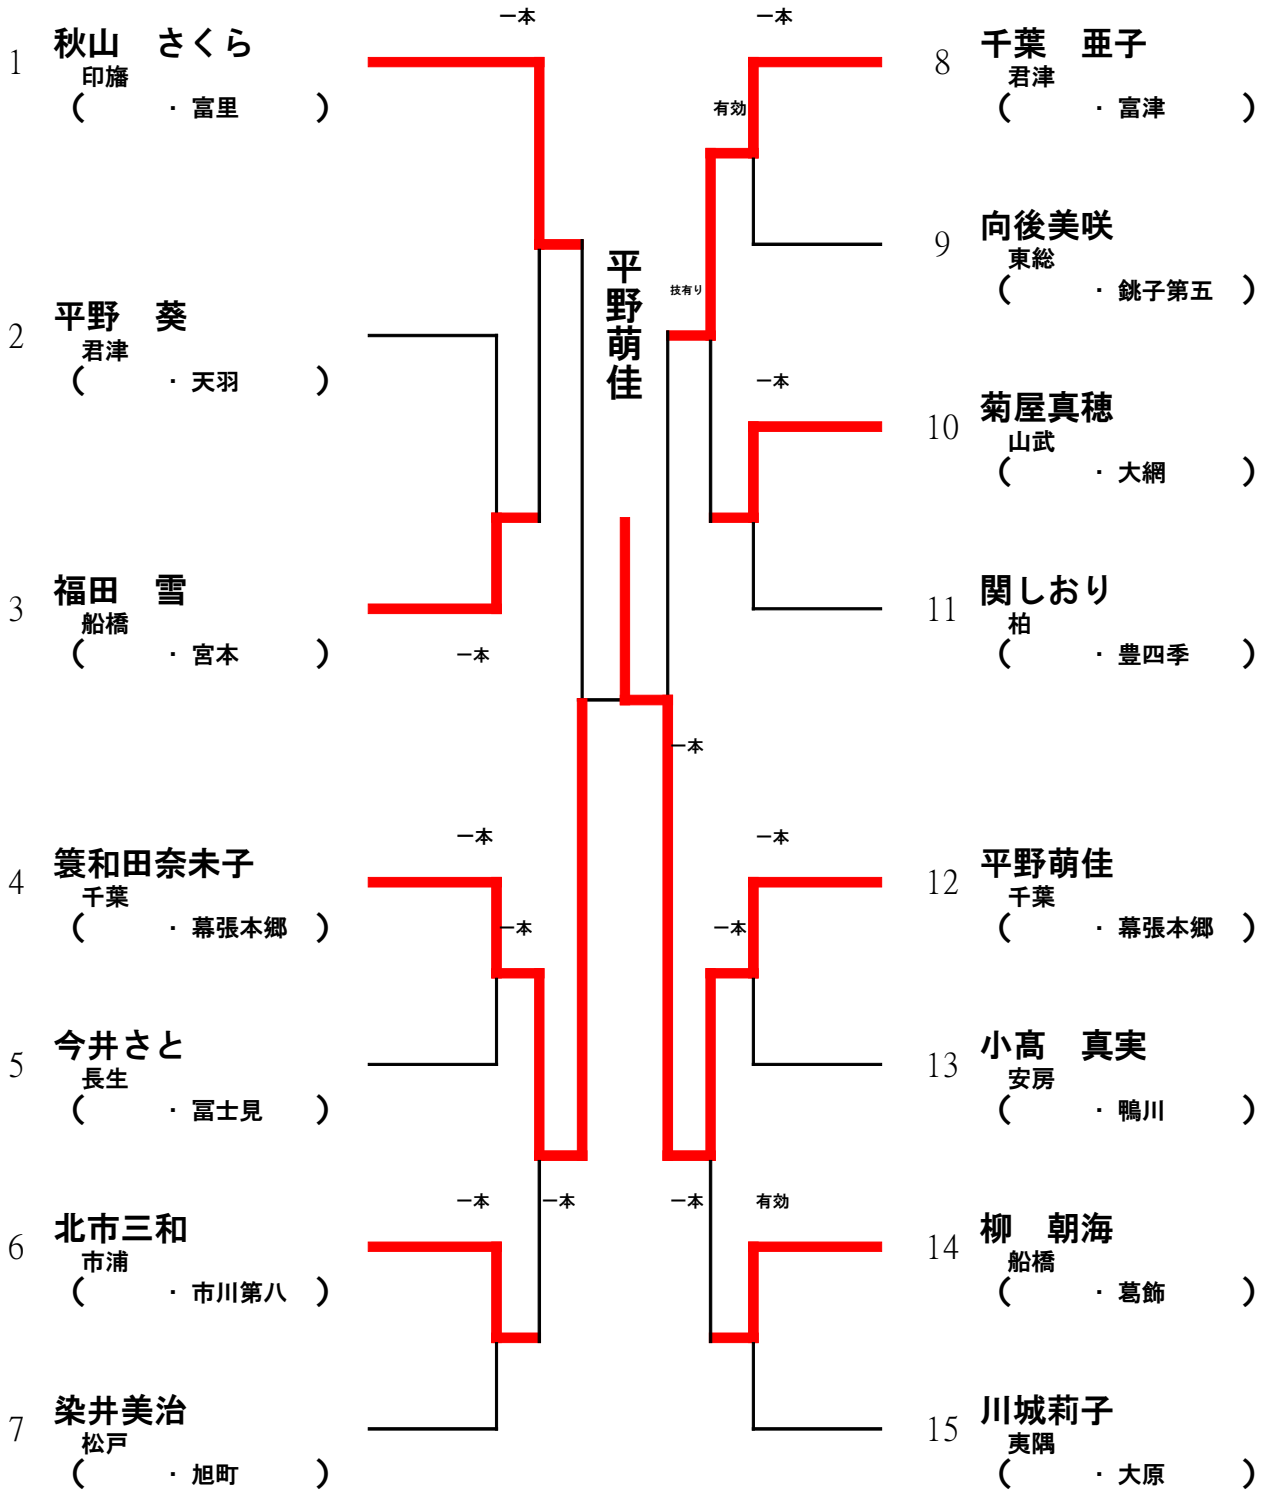 一本
1 秋山　さくら
印旛
(　・富里　)
2 平野　葵
君津
(　・天羽　)
3 福田　雪
船橋
(　・宮本　)
一本
一本
4 簑和田奈未子
千葉
(　・幕張本郷　)
一本
5 今井さと
長生
(　・冨士見　)
一本
一本
6 北市三和
市浦
(　・市川第八　)
7 染井美治
松戸
(　・旭町　)
平野萌佳
一本
8 千葉　亜子
君津
(　・富津　)
有効
9 向後美咲
東総
(　・銚子第五　)
技有り
一本
10 菊屋真穂
山武
(　・大網　)
11 関しおり
柏
(　・豊四季　)
一本
一本
12 平野萌佳
千葉
(　・幕張本郷　)
一本
13 小髙　真実
安房
(　・鴨川　)
一本
有効
14 柳　朝海
船橋
(　・葛飾　)
15 川城莉子
夷隅
(　・大原　)